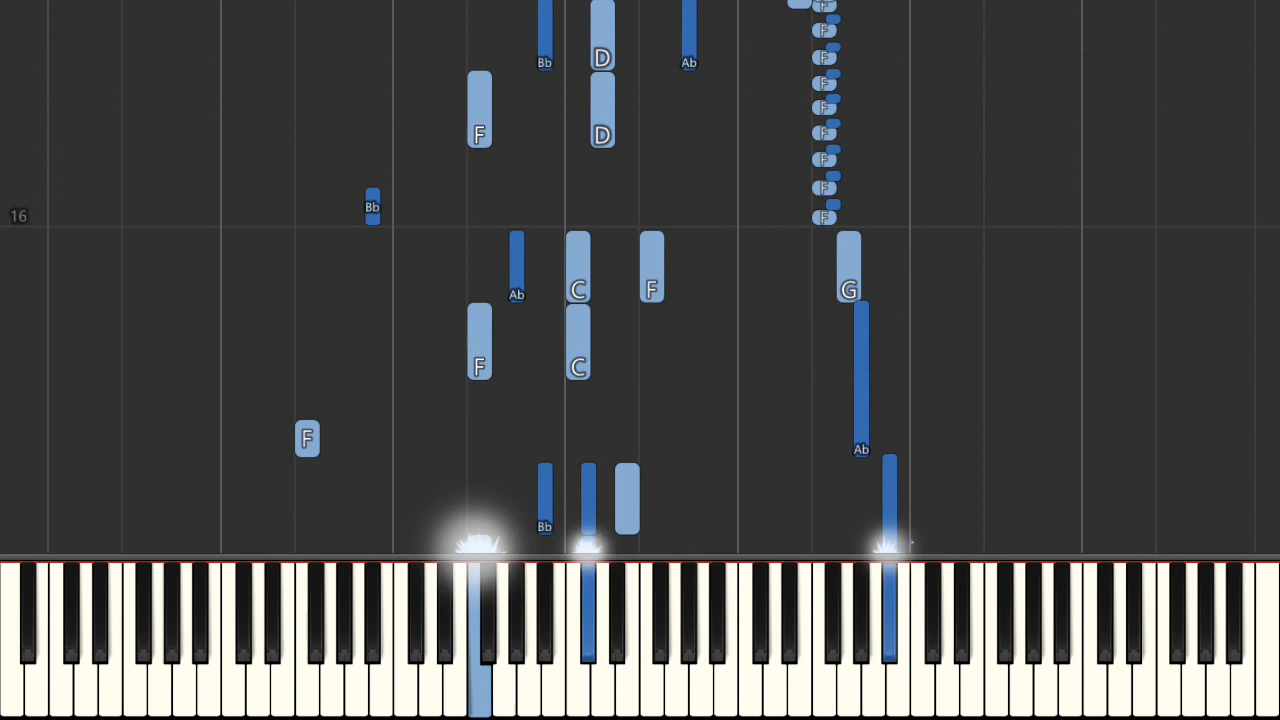 F
Bb D Ab F
F
F
F D F
F
Bb F
16 F
Ab C F G
F C
F Ab
Bb